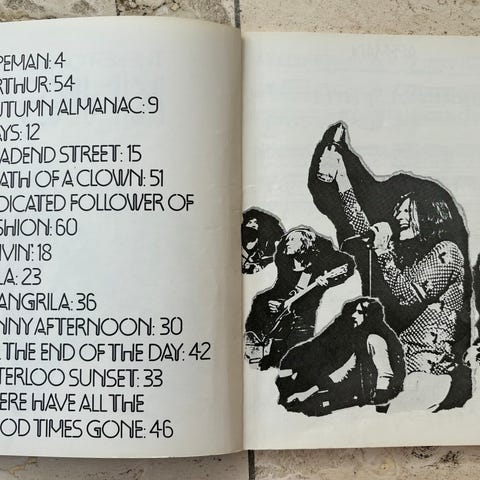 PEMAN: 4
RTHUR: 54
UTUMN ALMANAC: 9
AYS: 12
ADEND STREET: 15
ATH OF A CLOWN: 51
DICATED FOLLOWER OF
SHION: 60
IVIN': 18
LA: 23
ANGRILA: 36
NNY AFTERNOON: 30
L THE END OF THE DAY: 42
TERLOO SUNSET: 33
ERE HAVE ALL THE
OD TIMES GONE: 46